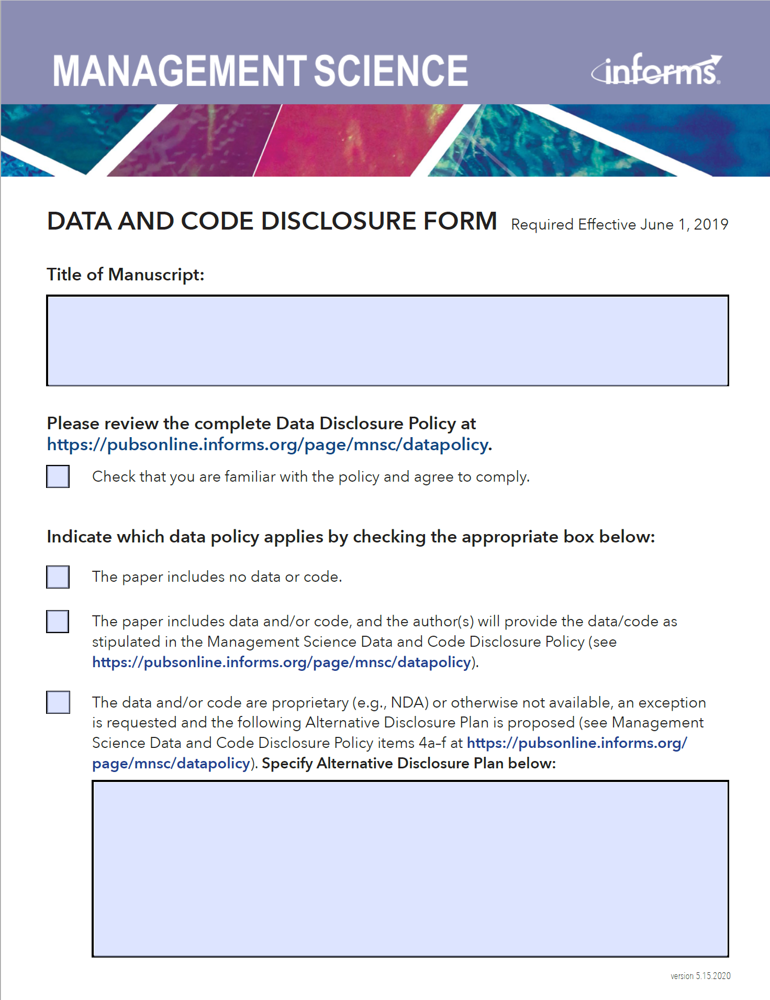 MANAGEMENT SCIENCE
informs®
DATA AND CODE DISCLOSURE FORM Required Effective June 1, 2019
Title of Manuscript:
Please review the complete Data Disclosure Policy at
https://pubsonline.informs.org/page/mnsc/datapolicy.
Check that you are familiar with the policy and agree to comply.
Indicate which data policy applies by checking the appropriate box below:
The paper includes no data or code.
The paper includes data and/or code, and the author(s) will provide the data/code as
stipulated in the Management Science Data and Code Disclosure Policy (see
https://pubsonline.informs.org/page/mnsc/datapolicy).
The data and/or code are proprietary (e.g., NDA) or otherwise not available, an exception
is requested and the following Alternative Disclosure Plan is proposed (see Management
Science Data and Code Disclosure Policy items 4a–f at https://pubsonline.informs.org/
page/mnsc/datapolicy). Specify Alternative Disclosure Plan below:
version 5.15.2020